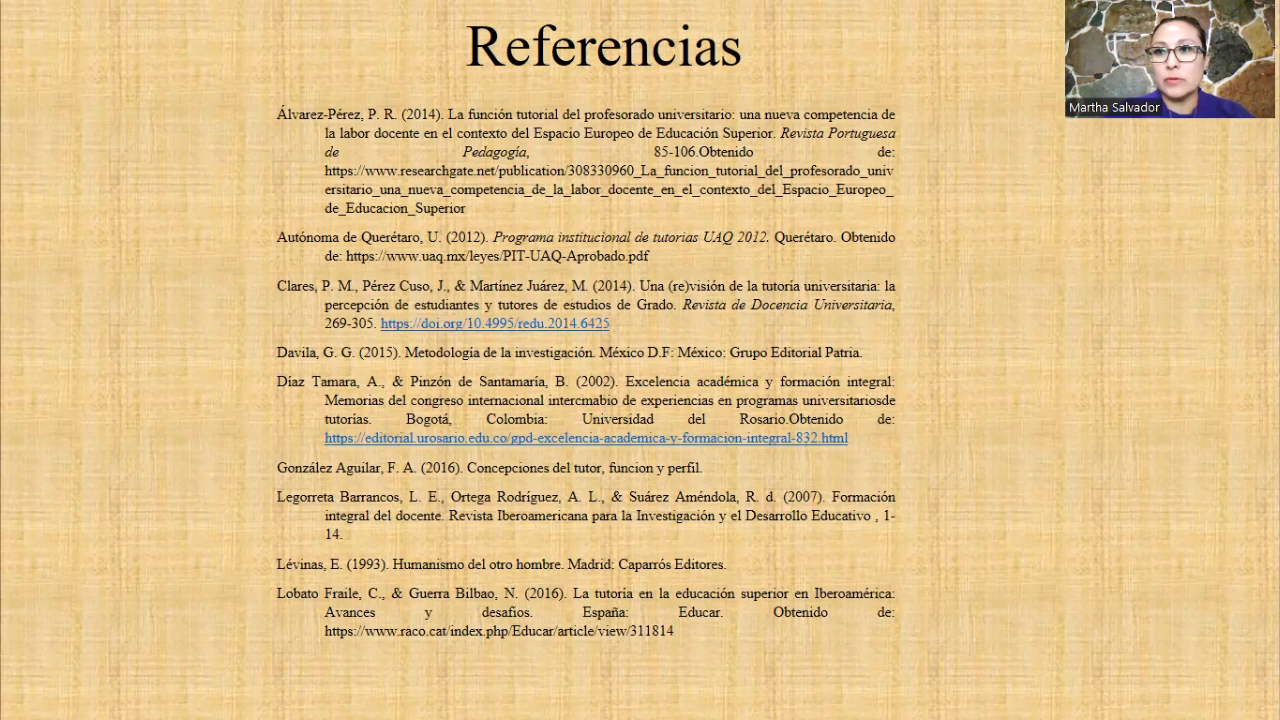 Referencias
Martha Salvador
Álvarez-Pérez, P. R. (2014). La función tutorial del profesorado universitario: una nueva competencia de
la labor docente en el contexto del Espacio Europeo de Educación Superior. Revista Portuguesa
de Pedagogía, 85-106.Obtenido de:
https://www.researchgate.net/publication/308330960_La_funcion_tutorial_del_profesorado_univ
ersitario_una_nueva_competencia_de_la_labor_docente_en_el_contexto_del_Espacio_Europeo_
de_Educacion_Superior
Autónoma de Querétaro, U. (2012). Programa institucional de tutorias UAQ 2012. Querétaro. Obtenido
de: https://www.uaq.mx/leyes/PIT-UAQ-Aprobado.pdf
Clares, P. M., Pérez Cuso, J., & Martínez Juárez, M. (2014). Una (re)visión de la tutoría universitaria: la
percepción de estudiantes y tutores de estudios de Grado. Revista de Docencia Universitaria,
269-305. https://doi.org/10.4995/redu.2014.6425
Davila, G. G. (2015). Metodología de la investigación. México D.F: México: Grupo Editorial Patria.
Díaz Tamara, A., & Pinzón de Santamaría, B. (2002). Excelencia académica y formación integral:
Memorias del congreso internacional intercmabio de experiencias en programas universitariosde
tutorías. Bogotá, Colombia: Universidad del Rosario.Obtenido de:
https://editorial.urosario.edu.co/gpd-excelencia-academica-y-formacion-integral-832.html
González Aguilar, F. A. (2016). Concepciones del tutor, funcion y perfil.
Legorreta Barrancos, L. E., Ortega Rodríguez, A. L., & Suárez Améndola, R. d. (2007). Formación
integral del docente. Revista Iberoamericana para la Investigación y el Desarrollo Educativo , 1-
14.
Lévinas, E. (1993). Humanismo del otro hombre. Madrid: Caparrós Editores.
Lobato Fraile, C., & Guerra Bilbao, N. (2016). La tutoría en la educación superior en Iberoamérica:
Avances y desafíos. España: Educar. Obtenido de:
https://www.raco.cat/index.php/Educar/article/view/311814